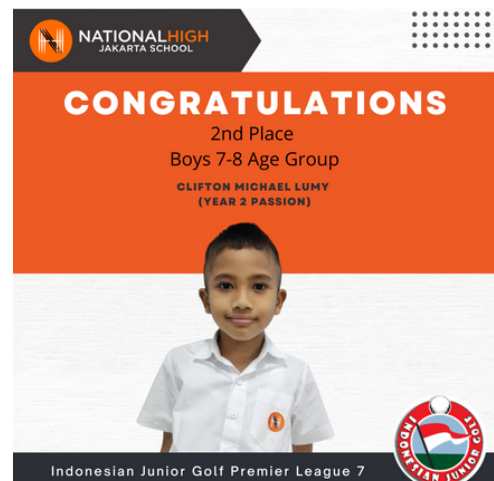 NATIONALHIGH
JAKARTA SCHOOL
CONGRATULATIONS
2nd Place
Boys 7-8 Age Group
CLIFTON MICHAEL LUMY
(YEAR 2 PASSION)
Indonesian Junior Golf Premier League 7
INDONESIAN JUNIOR GOLF